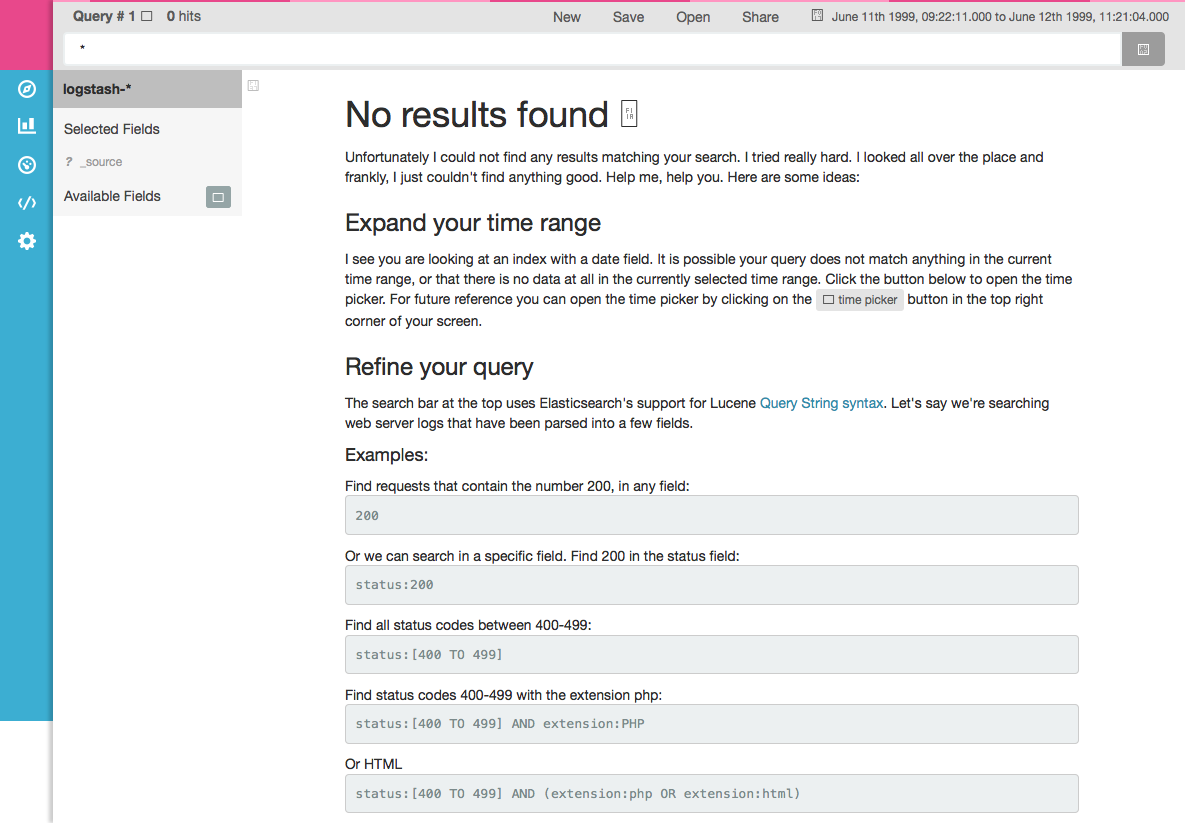 Query # 1 0 hits New Save Open Share June 11th 1999, 09:22:11.000 to June 12th 1999, 11:21:04.000
*
logstash-*
Selected Fields
? _source
Available Fields
No results found
Unfortunately I could not find any results matching your search. I tried really hard. I looked all over the place and
frankly, I just couldn't find anything good. Help me, help you. Here are some ideas:
Expand your time range
I see you are looking at an index with a date field. It is possible your query does not match anything in the current
time range, or that there is no data at all in the currently selected time range. Click the button below to open the time
picker. For future reference you can open the time picker by clicking on the time picker button in the top right
corner of your screen.
Refine your query
The search bar at the top uses Elasticsearch's support for Lucene Query String syntax. Let's say we're searching
web server logs that have been parsed into a few fields.
Examples:
Find requests that contain the number 200, in any field:
200
Or we can search in a specific field. Find 200 in the status field:
status:200
Find all status codes between 400-499:
status:[400 TO 499]
Find status codes 400-499 with the extension php:
status:[400 TO 499] AND extension:PHP
Or HTML
status:[400 TO 499] AND (extension:php OR extension:html)